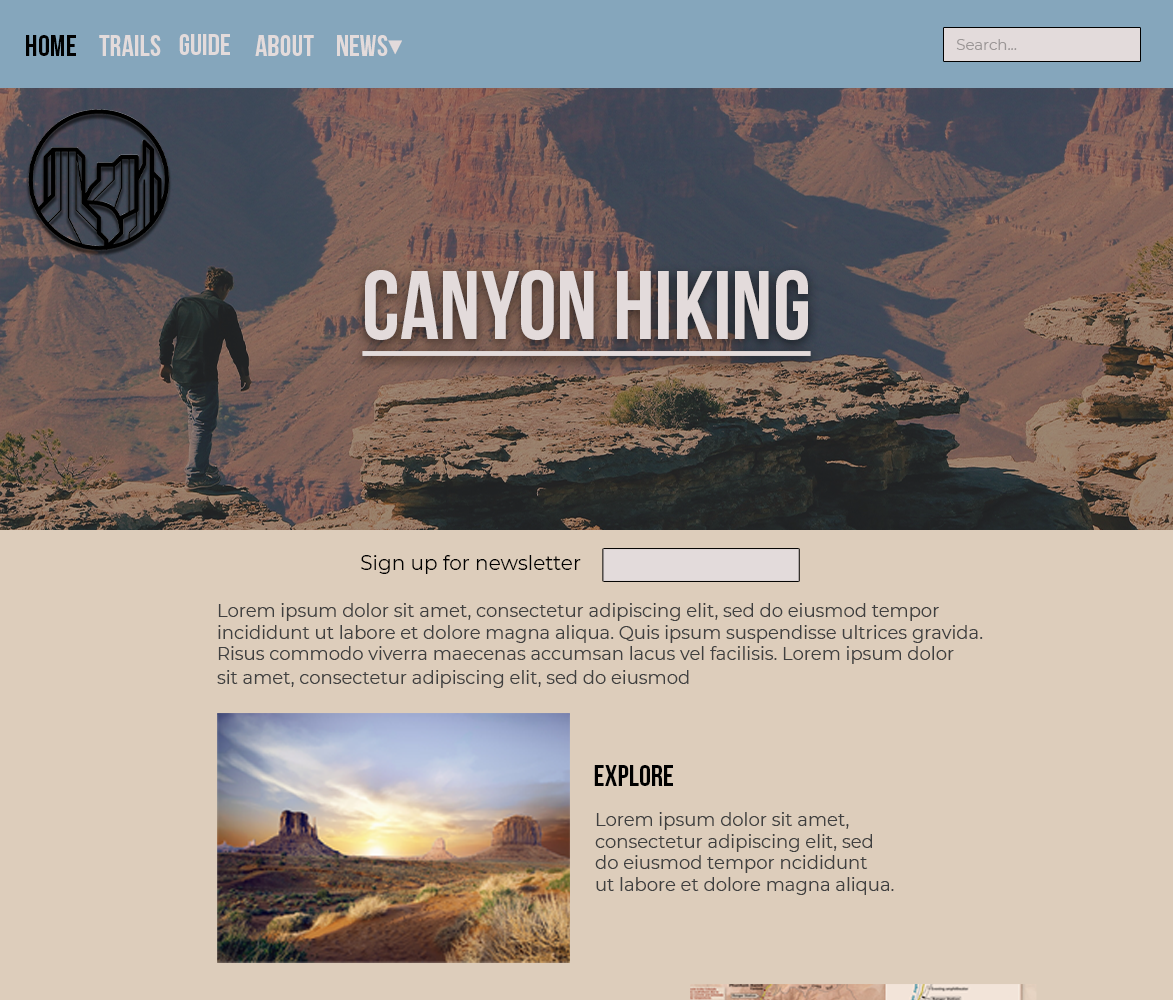 HOME TRAILS GUIDE ABOUT NEWS▾ Search...
CANYON HIKING
Sign up for newsletter
Lorem ipsum dolor sit amet, consectetur adipiscing elit, sed do eiusmod tempor
incididunt ut labore et dolore magna aliqua. Quis ipsum suspendisse ultrices gravida.
Risus commodo viverra maecenas accumsan lacus vel facilisis. Lorem ipsum dolor
sit amet, consectetur adipiscing elit, sed do eiusmod
EXPLORE
Lorem ipsum dolor sit amet,
consectetur adipiscing elit, sed
do eiusmod tempor ncididunt
ut labore et dolore magna aliqua.